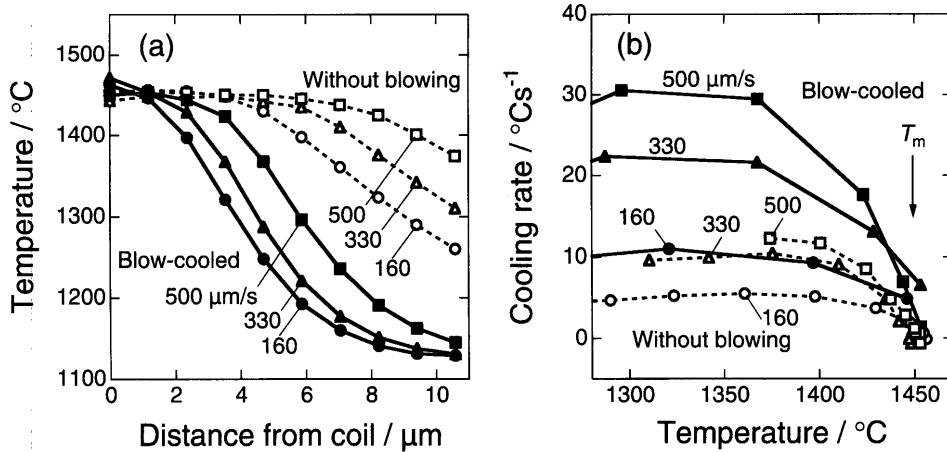 (a)
Without blowing
500
330
160
Blow-cooled
500 μm/s
330
160
1500
1400
1300
1200
1100
0 2 4 6 8 10
Temperature / °C
Distance from coil / μm
(b)
500 μm/s
Blow-cooled
330
Tm
160
330
500
160
Without blowing
40
30
20
10
0
1300 1400
Cooling rate / °Cs-1
Temperature / °C